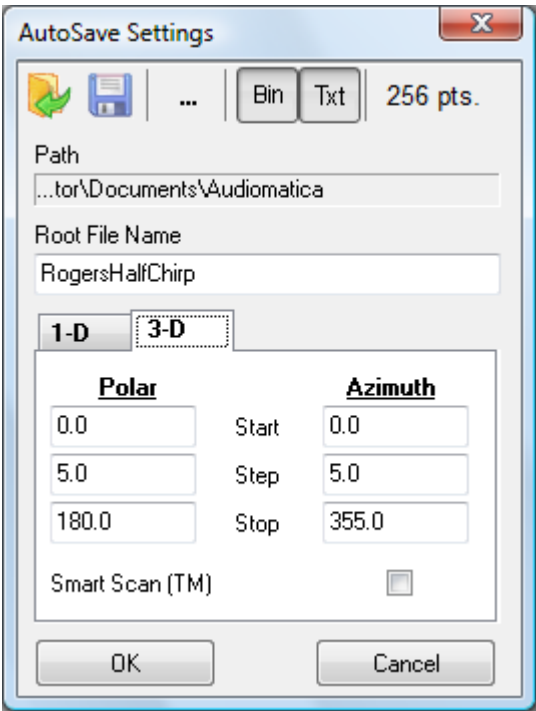 AutoSave Settings
... Bin Txt 256 pts.
Path
...tor\Documents\Audiomatica
Root File Name
RogersHalfChirp
1-D 3-D
Polar Azimuth
0.0 Start 0.0
5.0 Step 5.0
180.0 Stop 355.0
Smart Scan (TM)
OK Cancel